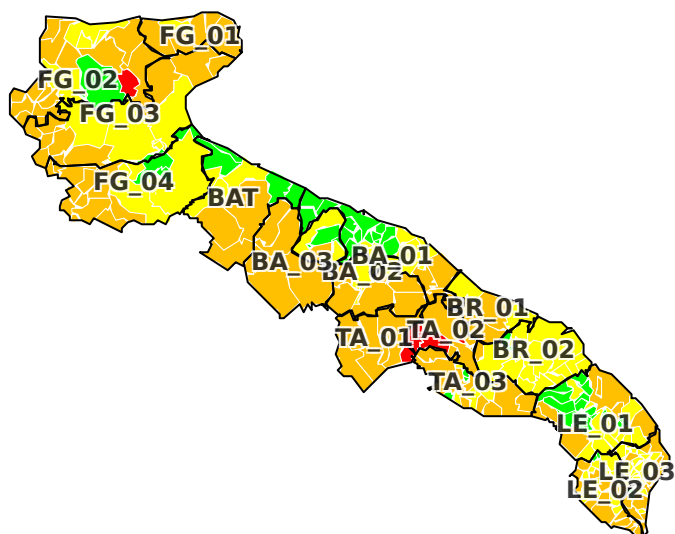 FG_01
FG_02
FG_03
FG_04
BAT
BA_01
BA_03
BA_02
BR_01
TA_02
TA_01
BR_02
TA_03
LE_01
LE_03
LE_02